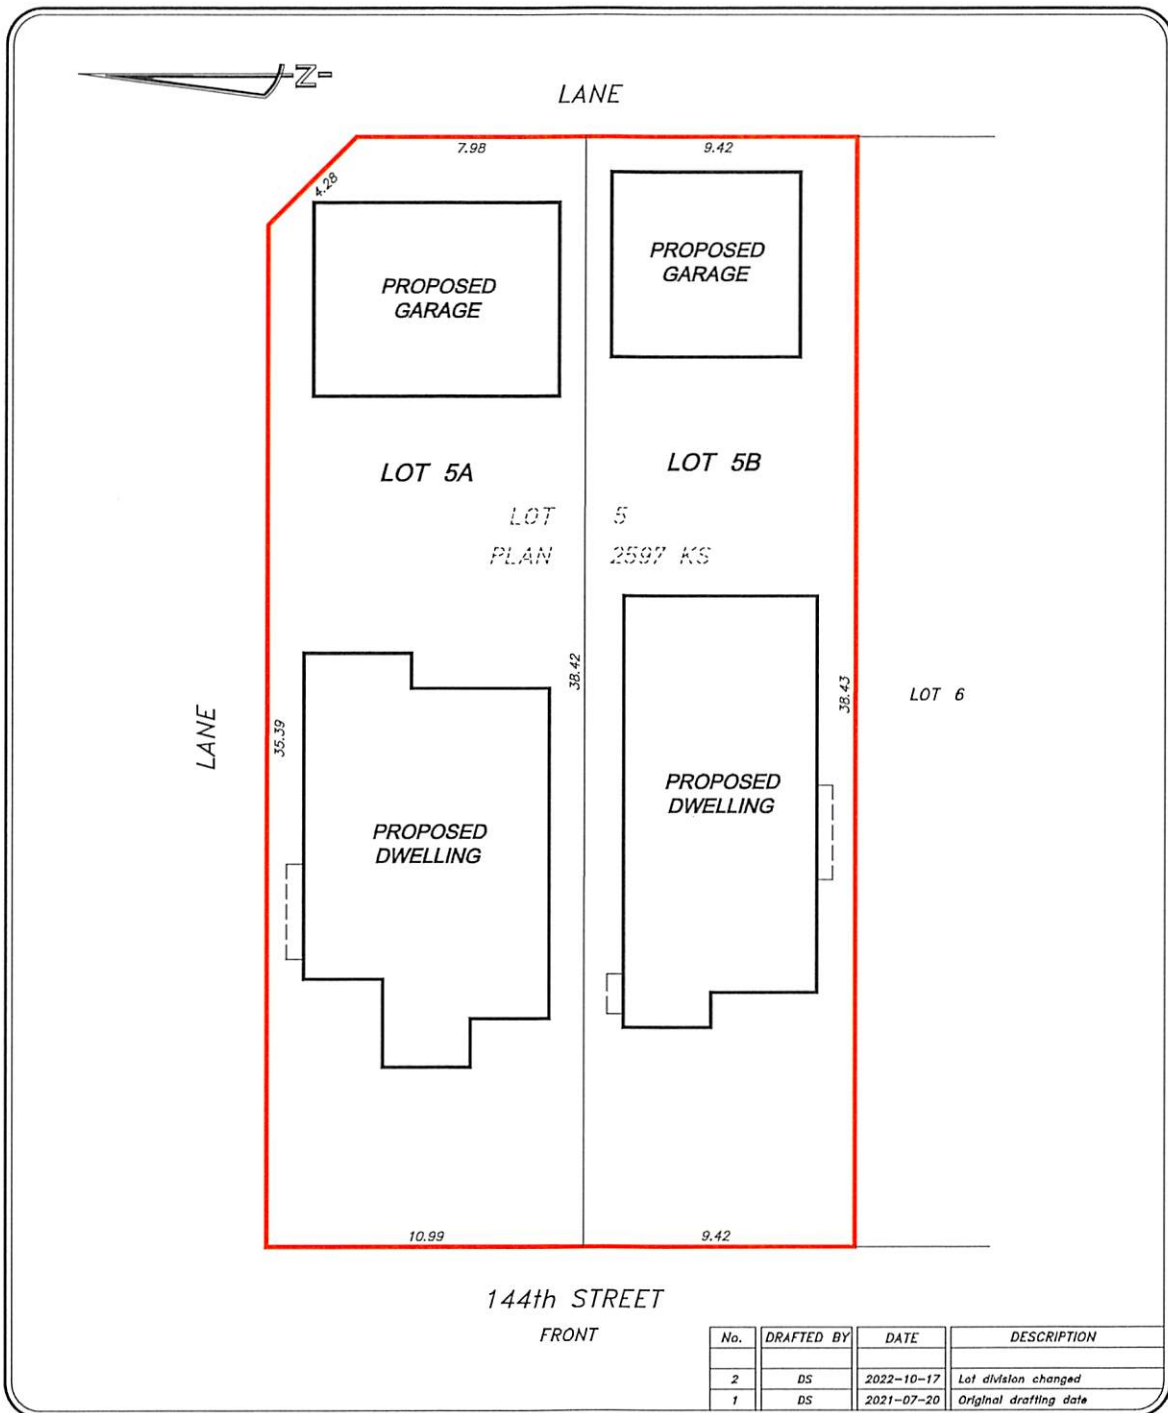 N
LANE
7.98
9.42
4.28
PROPOSED
GARAGE
PROPOSED
GARAGE
LOT 5A
LOT 5B
LOT 5
PLAN 2597 KS
38.42
38.43
LOT 6
35.39
LANE
PROPOSED
DWELLING
PROPOSED
DWELLING
10.99
9.42
144th STREET
FRONT
No. DRAFTED BY DATE DESCRIPTION
2 DS 2022-10-17 Lot division changed
1 DS 2021-07-20 Original drafting date